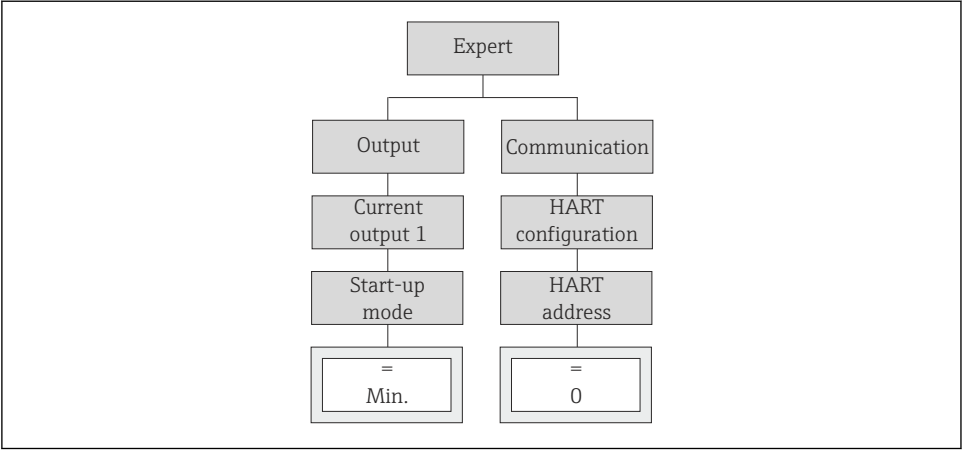 Expert
Output
Communication
Current
output 1
HART
configuration
Start-up
mode
HART
address
=
Min.
=
0